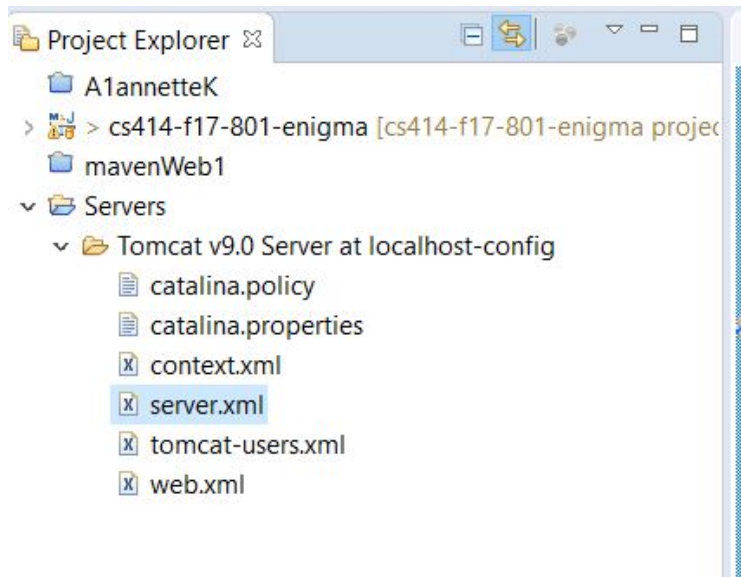 Project Explorer
A1annetteK
> cs414-f17-801-enigma [cs414-f17-801-enigma projec
mavenWeb1
Servers
Tomcat v9.0 Server at localhost-config
catalina.policy
catalina.properties
context.xml
server.xml
tomcat-users.xml
web.xml